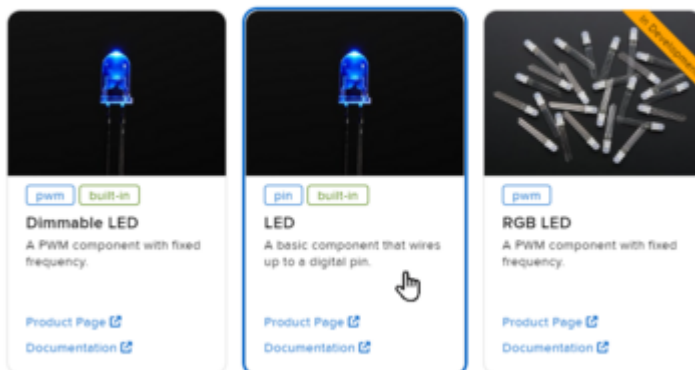 pwm built-in
Dimmable LED
A PWM component with fixed
frequency.
Product Page
Documentation
pin built-in
LED
A basic component that wires
up to a digital pin.
Product Page
Documentation
In Development
pwm
RGB LED
A PWM component with fixed
frequency.
Product Page
Documentation